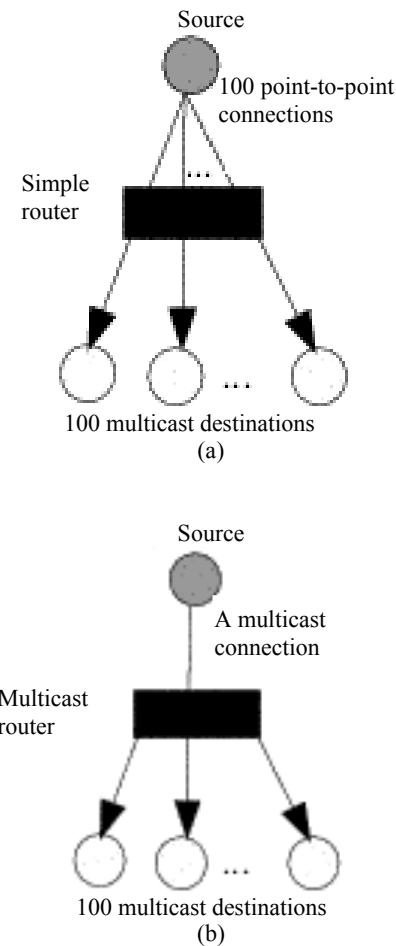 Source
100 point-to-point
connections
...
Simple
router
...
100 multicast destinations
(a)
Source
A multicast
connection
Multicast
router
...
100 multicast destinations
(b)